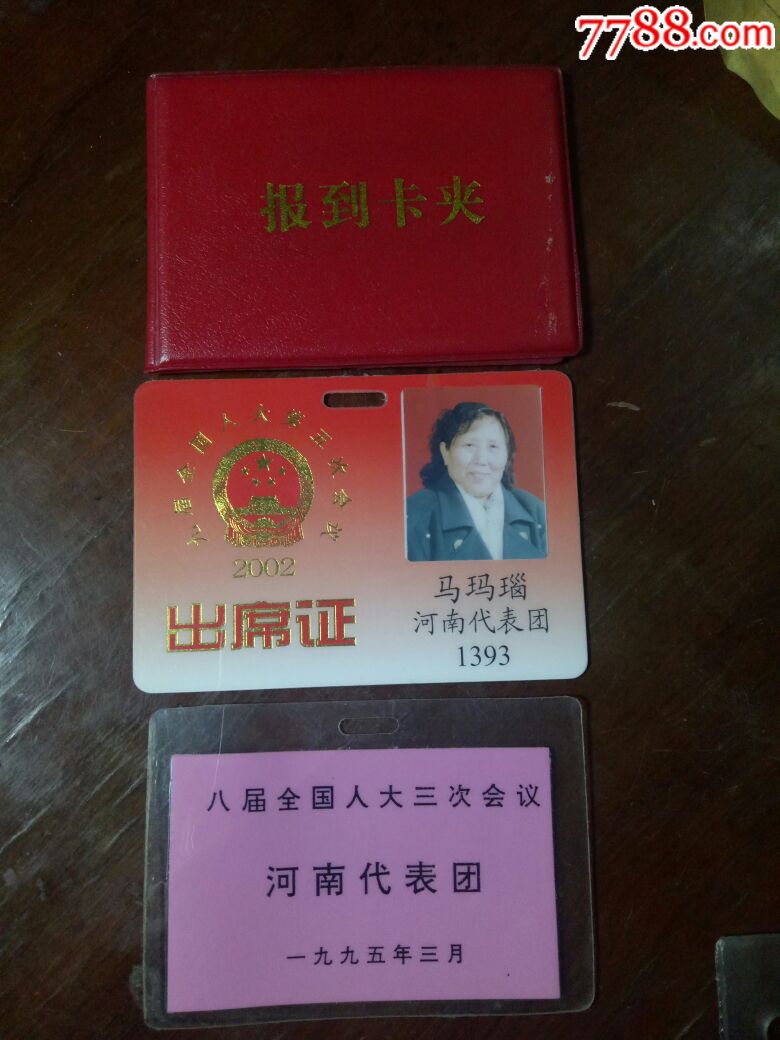 7788.com
报到卡夹
九届全国人大第五次会议
2002
出席证
马玛瑙
河南代表团
1393
八届全国人大三次会议
河南代表团
一九九五年三月